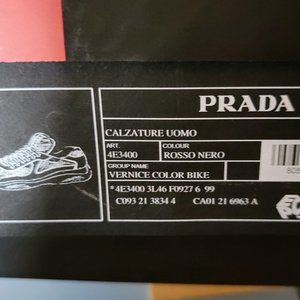 PRADA
CALZATURE UOMO
ART. COLOUR
4E3400 ROSSO NERO
GROUP NAME
VERNICE COLOR BIKE
*4E3400 3L46 F0927 6 99
C093 21 3834 4 CA01 21 6963 A
805